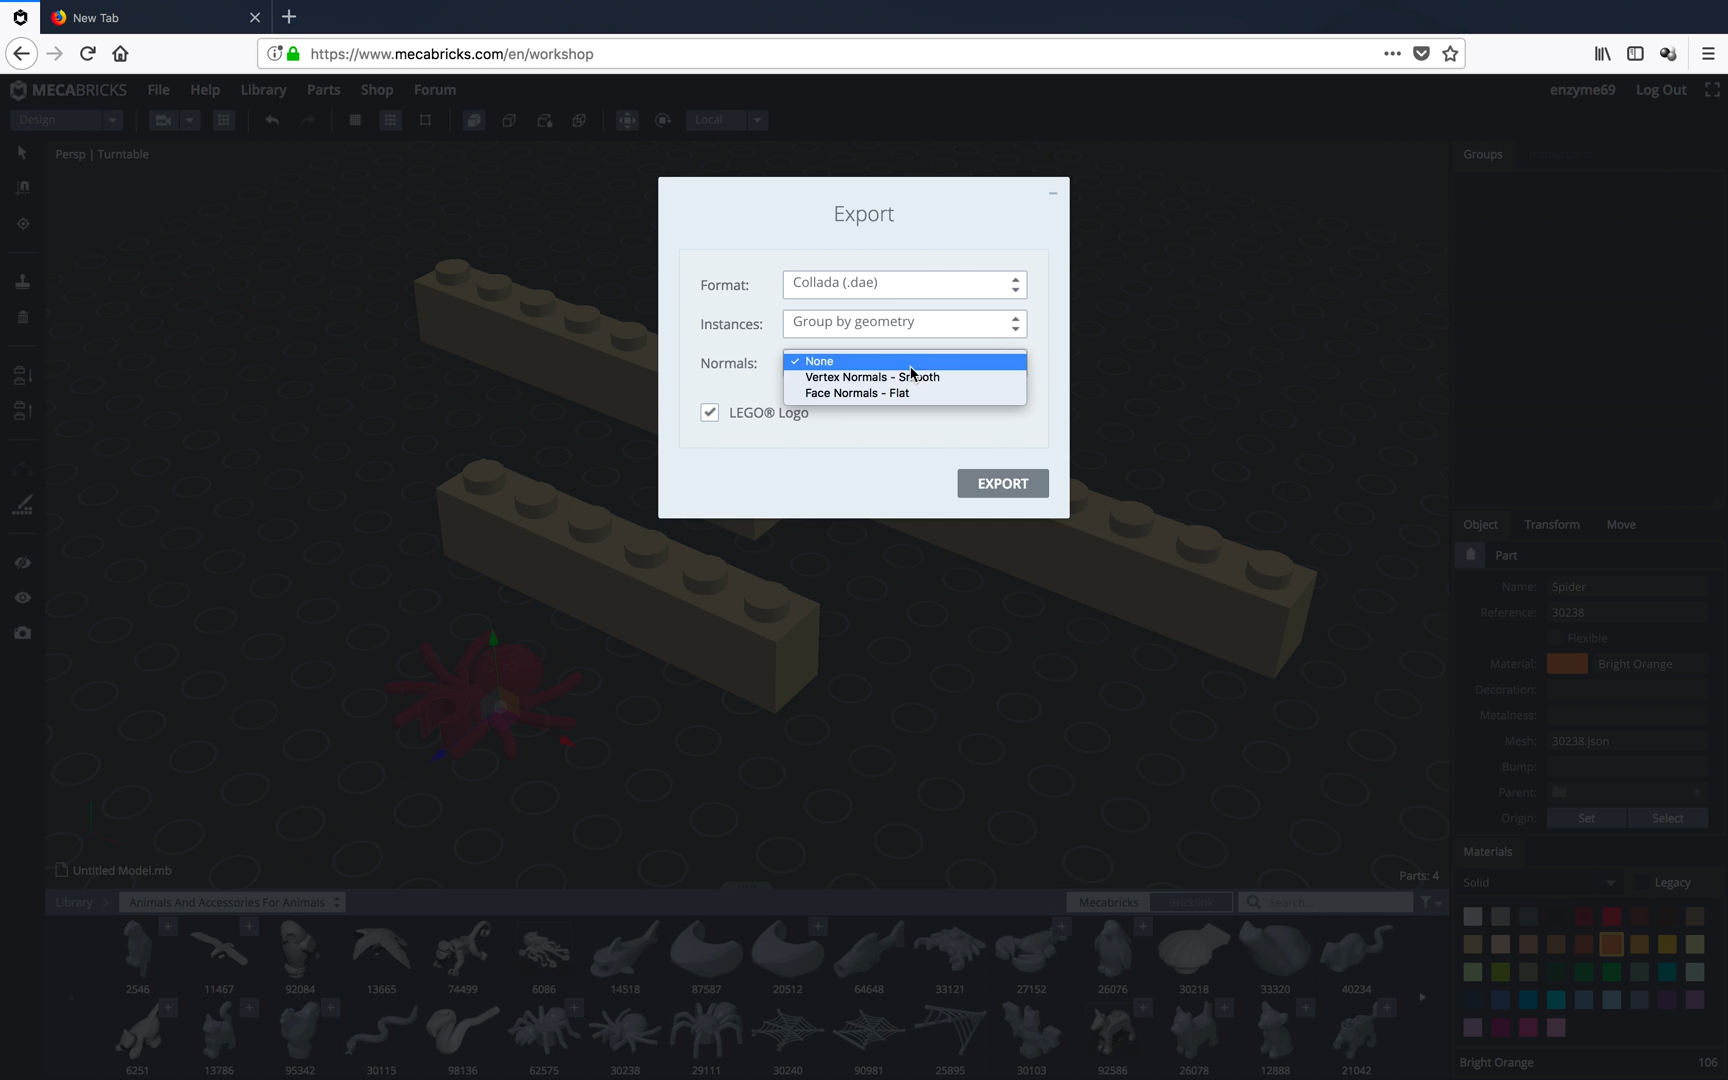 New Tab
https://www.mecabricks.com/en/workshop
MECABRICKS File Help Library Parts Shop Forum enzyme69 Log Out
Design Local
Persp | Turntable Groups
Export
Format: Collada (.dae)
Instances: Group by geometry
Normals: None
Vertex Normals - Smooth
Face Normals - Flat
LEGO® Logo
EXPORT
Object Transform Move
Part
Name: Spider
Reference: 30238
Flexible
Material: Bright Orange
Decoration:
Metalness:
Mesh: 30238.json
Bump:
Parent:
Origin: Set Select
Materials
Untitled Model.mb Parts: 4
Solid Legacy
Library Animals And Accessories For Animals Mecabricks Bricklink Search...
2546 11467 92084 13665 74499 6086 14518 87587 20512 64648 33121 27152 26076 30218 33320 40234
6251 13786 95342 30115 98136 62575 30238 29111 30240 90981 25895 30103 92586 26078 12888 21042
Bright Orange 106